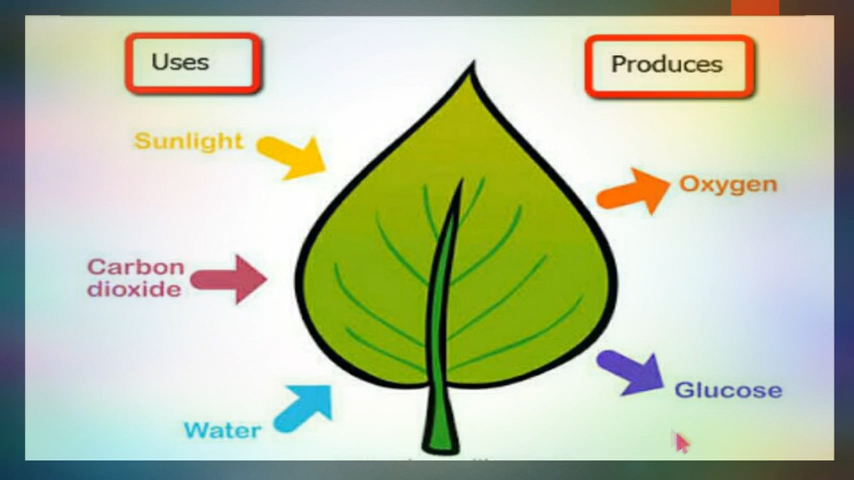 Uses
Produces
Sunlight
Oxygen
Carbon
dioxide
Glucose
Water